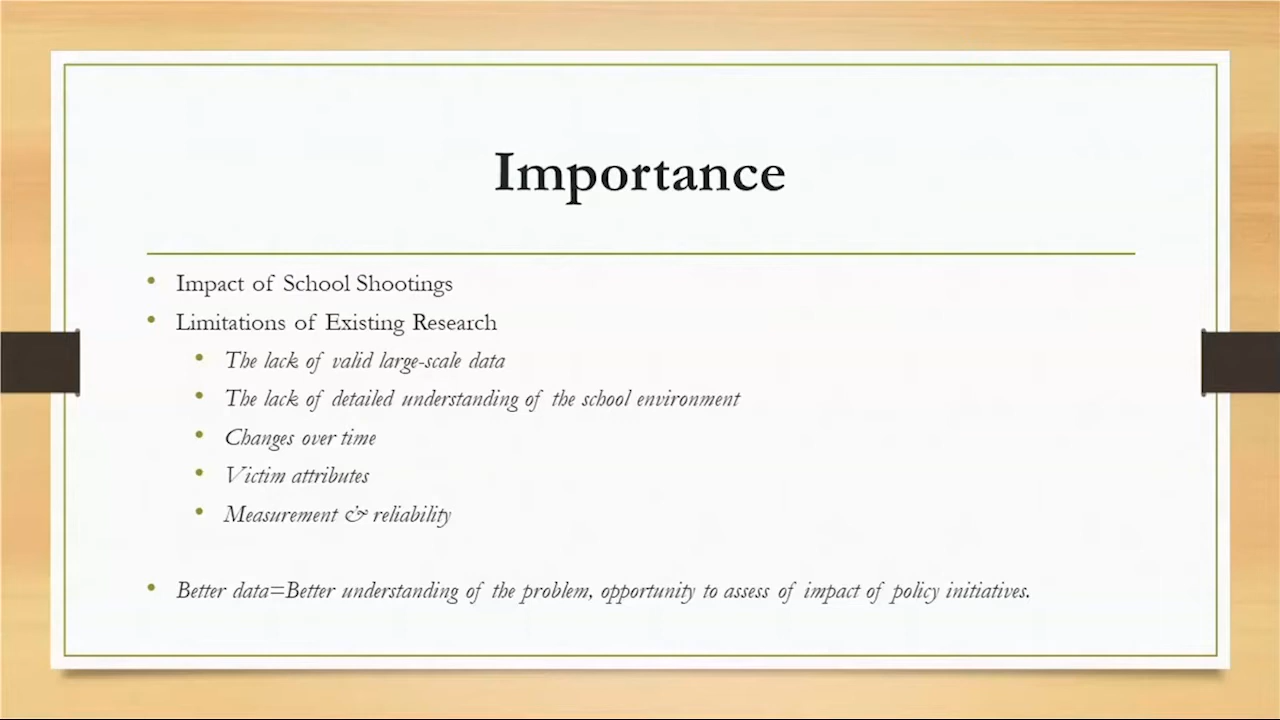 Importance
• Impact of School Shootings
• Limitations of Existing Research
• The lack of valid large-scale data
• The lack of detailed understanding of the school environment
• Changes over time
• Victim attributes
• Measurement & reliability
• Better data=Better understanding of the problem, opportunity to assess of impact of policy initiatives.